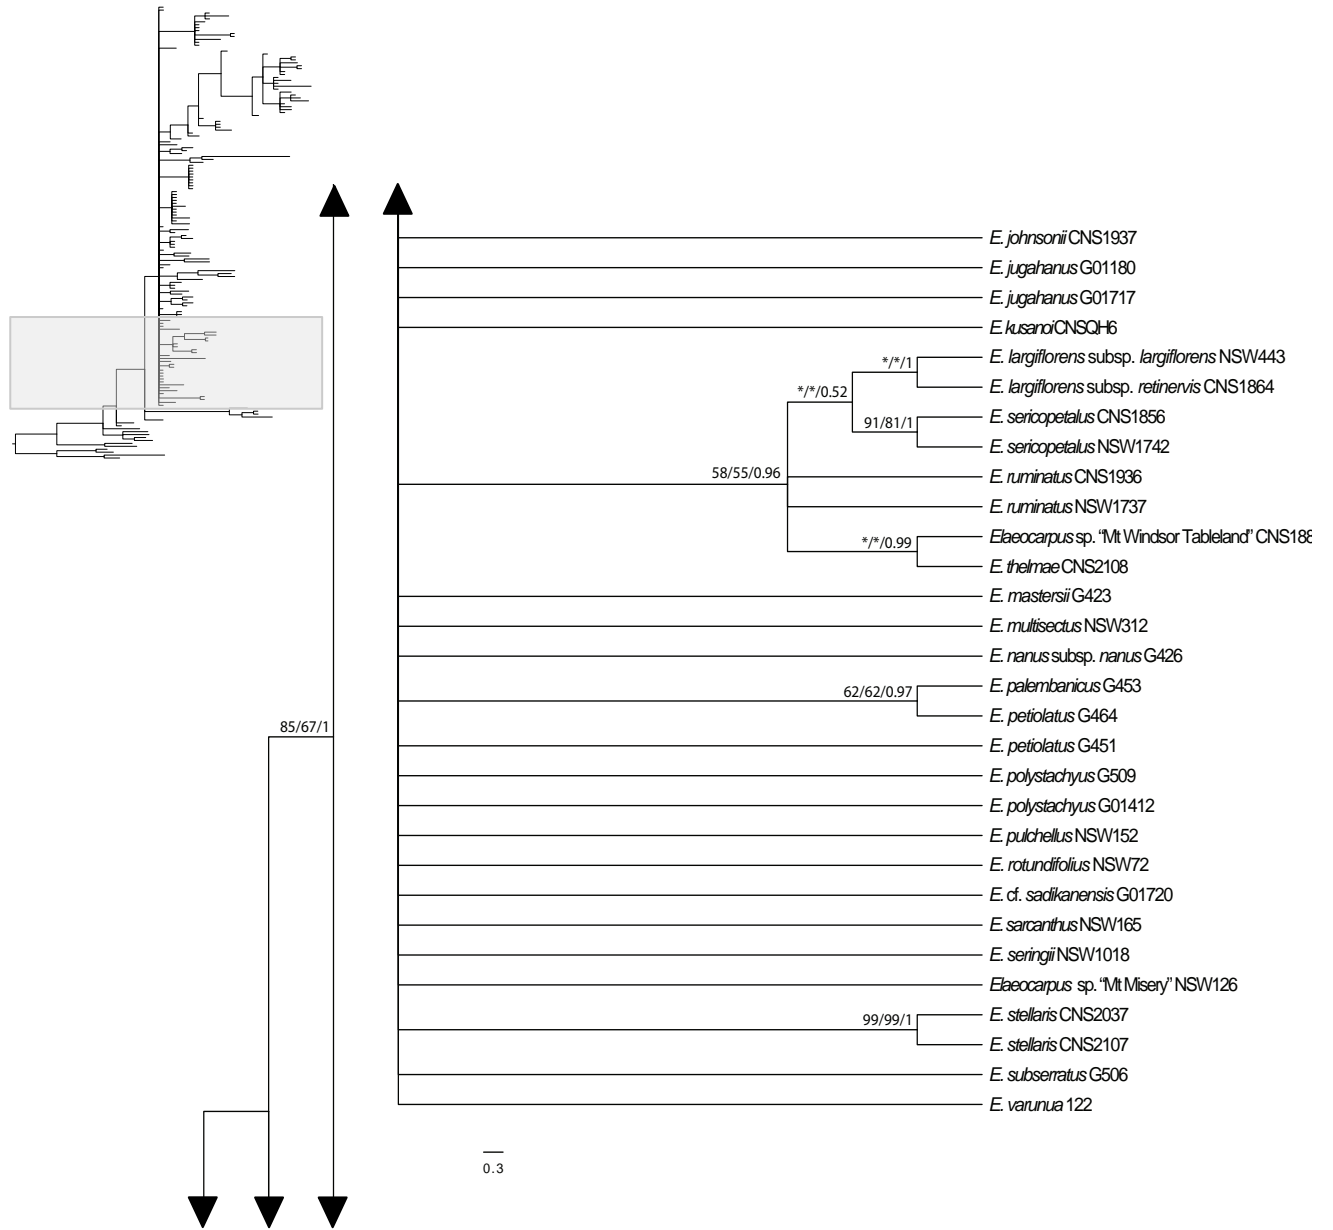 E. johnsonii CNS1937
E. jugahanus G01180
E. jugahanus G01717
E. kusanoi CNSQH6
E. largiflorens subsp. largiflorens NSW443
*/*/1
E. largiflorens subsp. retinervis CNS1864
*/*/0.52
E. sericopetalus CNS1856
91/81/1
E. sericopetalus NSW1742
58/55/0.96
E. ruminatus CNS1936
E. ruminatus NSW1737
Elaeocarpus sp. “Mt Windsor Tableland” CNS188
*/*/0.99
E. thelmae CNS2108
E. mastersii G423
E. multisectus NSW312
E. nanus subsp. nanus G426
E. palembanicus G453
62/62/0.97
E. petiolatus G464
85/67/1
E. petiolatus G451
E. polystachyus G509
E. polystachyus G01412
E. pulchellus NSW152
E. rotundifolius NSW72
E. cf. sadikanensis G01720
E. sarcanthus NSW165
E. seringii NSW1018
Elaeocarpus sp. “Mt Misery” NSW126
E. stellaris CNS2037
99/99/1
E. stellaris CNS2107
E. subserratus G506
E. varunua 122
0.3